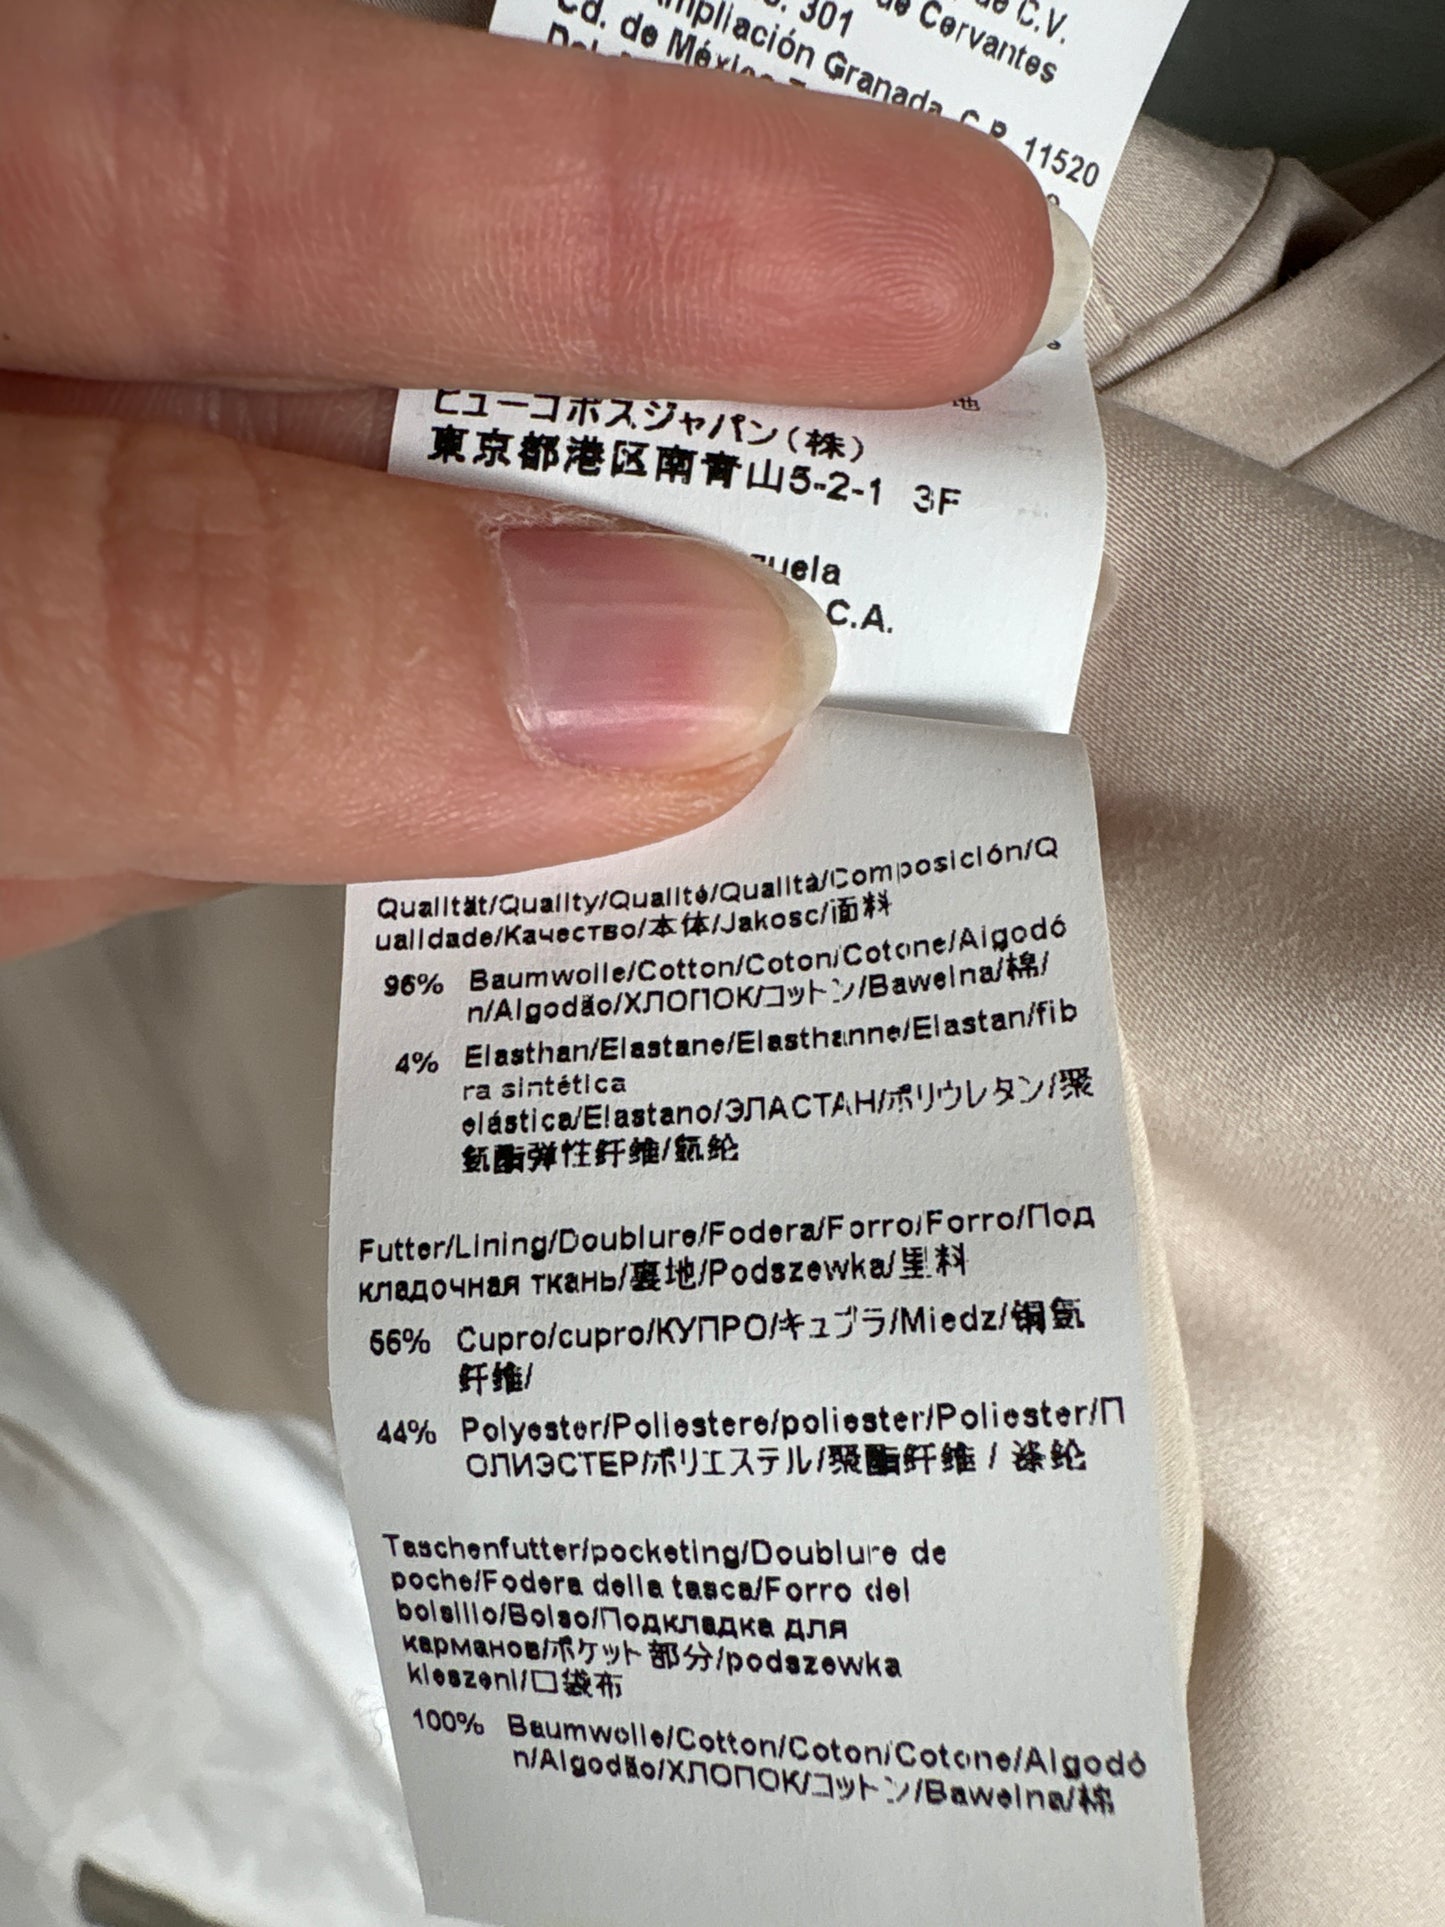 de C.V.
301 de Cervantes
Ampliación Granada, C.P. 11520
Cd. de México
ヒューゴボスジャパン(株)
東京都港区南青山5-2-1 3F
C.A.
Qualität/Quality/Qualité/Qualità/Composición/Q
ualidade/Качество/本体/Jakosc/面料
96% Baumwolle/Cotton/Coton/Cotone/Algodó
n/Algodão/ХЛОПОК/コットン/Bawelna/棉/
4% Elasthan/Elastane/Elasthanne/Elastan/fib
ra sintética
elástica/Elastano/ЭЛАСТАН/ポリウレタン/聚
氨酯弹性纤维/氨纶
Futter/Lining/Doublure/Fodera/Forro/Forro/Под
кладочная ткань/裏地/Podszewka/里料
56% Cupro/cupro/КУПРО/キュプラ/Miedz/铜氨
纤维/
44% Polyester/Poliestere/poliester/Poliester/П
ОЛИЭСТЕР/ポリエステル/聚酯纤维 / 涤纶
Taschenfutter/pocketing/Doublure de
poche/Fodera della tasca/Forro del
bolsillo/Bolso/Подкладка для
карманов/ポケット部分/podszewka
kieszeni/口袋布
100% Baumwolle/Cotton/Coton/Cotone/Algodó
n/Algodão/ХЛОПОК/コットン/Bawelna/棉